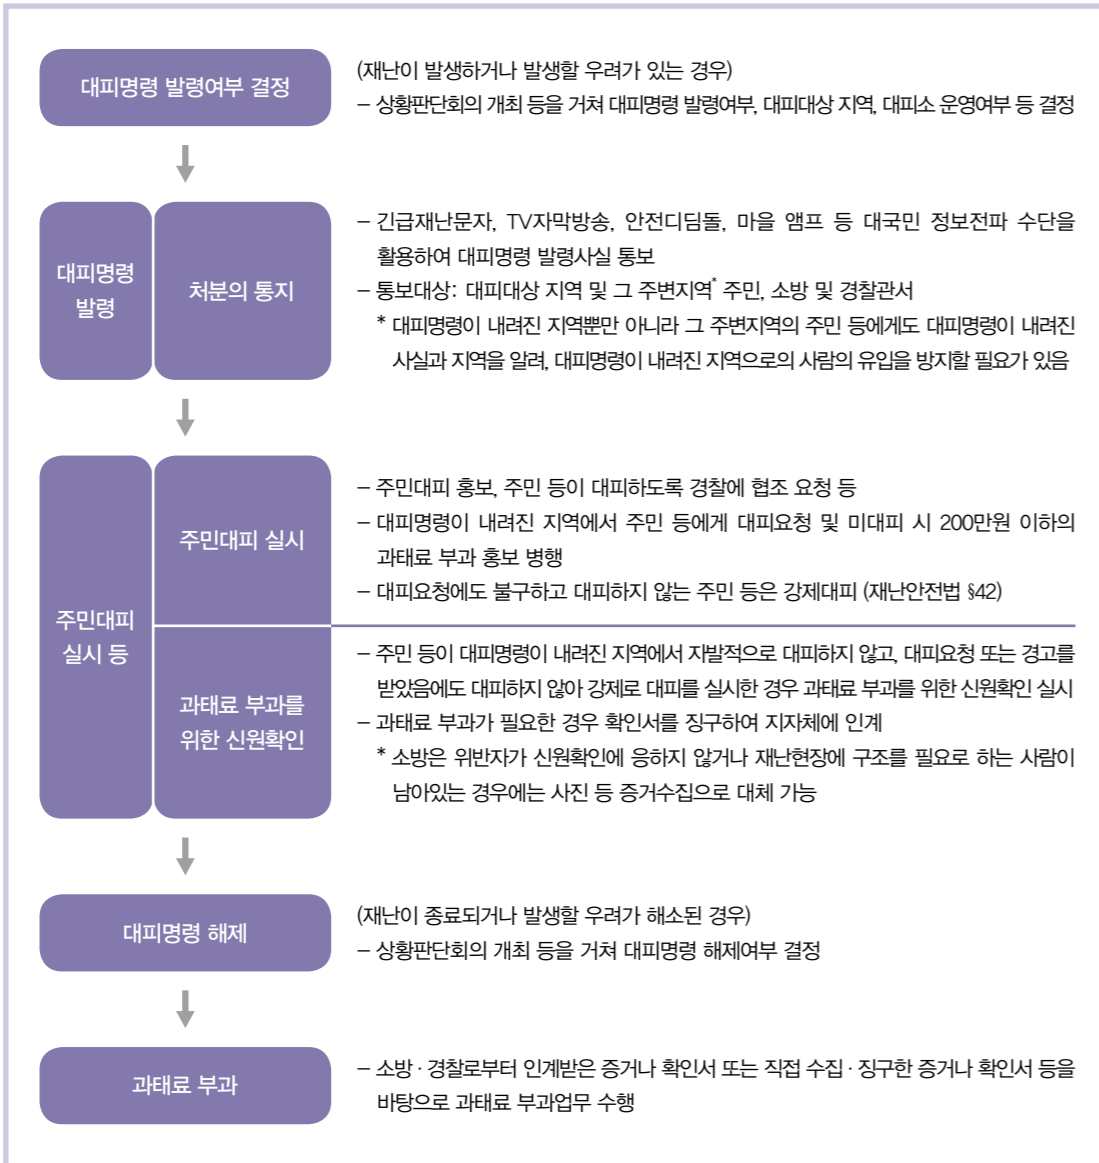 대피명령 발령여부 결정
(재난이 발생하거나 발생할 우려가 있는 경우)
– 상황판단회의 개최 등을 거쳐 대피명령 발령여부, 대피대상 지역, 대피소 운영여부 등 결정
대피명령
발령
처분의 통지
– 긴급재난문자, TV자막방송, 안전디딤돌, 마을 앰프 등 대국민 정보전파 수단을
활용하여 대피명령 발령사실 통보
– 통보대상: 대피대상 지역 및 그 주변지역* 주민, 소방 및 경찰관서
* 대피명령이 내려진 지역뿐만 아니라 그 주변지역의 주민 등에게도 대피명령이 내려진
사실과 지역을 알려, 대피명령이 내려진 지역으로의 사람의 유입을 방지할 필요가 있음
주민대피
실시 등
주민대피 실시
– 주민대피 홍보, 주민 등이 대피하도록 경찰에 협조 요청 등
– 대피명령이 내려진 지역에서 주민 등에게 대피요청 및 미대피 시 200만원 이하의
과태료 부과 홍보 병행
– 대피요청에도 불구하고 대피하지 않는 주민 등은 강제대피 (재난안전법 §42)
과태료 부과를
위한 신원확인
– 주민 등이 대피명령이 내려진 지역에서 자발적으로 대피하지 않고, 대피요청 또는 경고를
받았음에도 대피하지 않아 강제로 대피를 실시한 경우 과태료 부과를 위한 신원확인 실시
– 과태료 부과가 필요한 경우 확인서를 징구하여 지자체에 인계
* 소방은 위반자가 신원확인에 응하지 않거나 재난현장에 구조를 필요로 하는 사람이
남아있는 경우에는 사진 등 증거수집으로 대체 가능
대피명령 해제
(재난이 종료되거나 발생할 우려가 해소된 경우)
– 상황판단회의 개최 등을 거쳐 대피명령 해제여부 결정
과태료 부과
– 소방 · 경찰로부터 인계받은 증거나 확인서 또는 직접 수집 · 징구한 증거나 확인서 등을
바탕으로 과태료 부과업무 수행